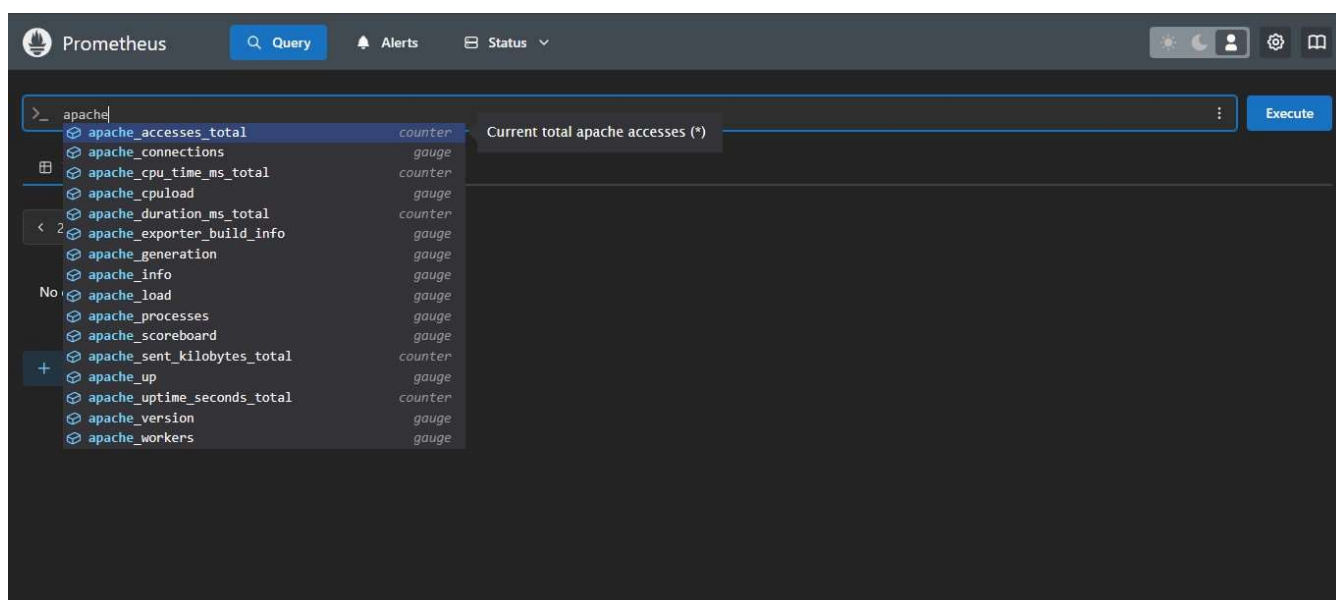 Prometheus Query Alerts Status
>_ apache Execute
apache_accesses_total counter Current total apache accesses (*)
apache_connections gauge
apache_cpu_time_ms_total counter
apache_cpuload gauge
apache_duration_ms_total counter
< 2
apache_exporter_build_info gauge
apache_generation gauge
apache_info gauge
No
apache_load gauge
apache_processes gauge
apache_scoreboard gauge
apache_sent_kilobytes_total counter
+
apache_up gauge
apache_uptime_seconds_total counter
apache_version gauge
apache_workers gauge